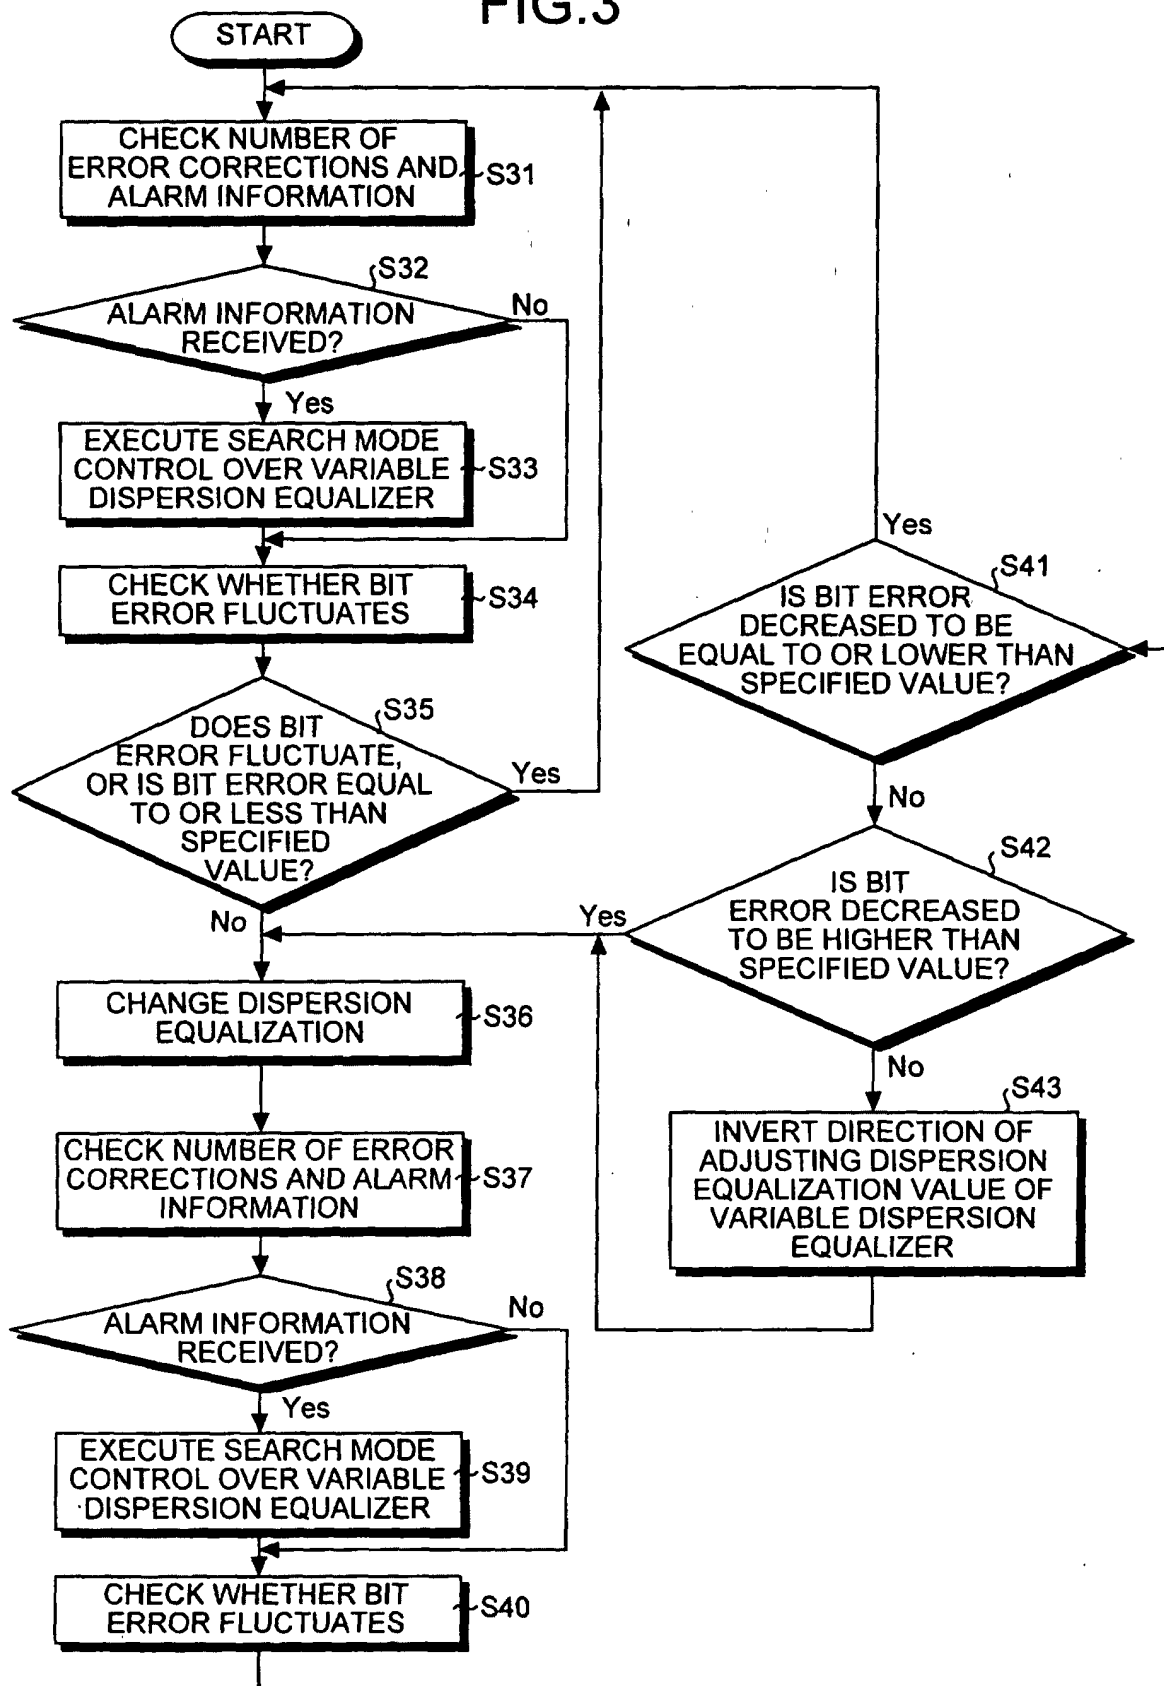 FIG.3
START
CHECK NUMBER OF
ERROR CORRECTIONS AND
ALARM INFORMATION
S31
S32
ALARM INFORMATION
RECEIVED?
No
Yes
EXECUTE SEARCH MODE
CONTROL OVER VARIABLE
DISPERSION EQUALIZER
S33
CHECK WHETHER BIT
ERROR FLUCTUATES
S34
S35
DOES BIT
ERROR FLUCTUATE,
OR IS BIT ERROR EQUAL
TO OR LESS THAN
SPECIFIED
VALUE?
Yes
No
CHANGE DISPERSION
EQUALIZATION
S36
CHECK NUMBER OF ERROR
CORRECTIONS AND ALARM
INFORMATION
S37
S38
ALARM INFORMATION
RECEIVED?
No
Yes
EXECUTE SEARCH MODE
CONTROL OVER VARIABLE
DISPERSION EQUALIZER
S39
CHECK WHETHER BIT
ERROR FLUCTUATES
S40
Yes
S41
IS BIT ERROR
DECREASED TO BE
EQUAL TO OR LOWER THAN
SPECIFIED VALUE?
No
S42
IS BIT
ERROR DECREASED
TO BE HIGHER THAN
SPECIFIED VALUE?
Yes
No
S43
INVERT DIRECTION OF
ADJUSTING DISPERSION
EQUALIZATION VALUE OF
VARIABLE DISPERSION
EQUALIZER